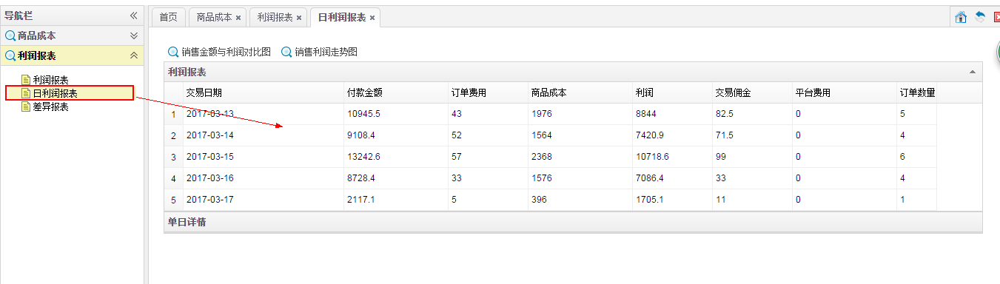 导航栏
商品成本
利润报表
利润报表
日利润报表
差异报表
首页 商品成本 利润报表 日利润报表
销售金额与利润对比图 销售利润走势图
利润报表
交易日期 付款金额 订单费用 商品成本 利润 交易佣金 平台费用 订单数量
1 2017-03-13 10945.5 43 1976 8844 82.5 0 5
2 2017-03-14 9108.4 52 1564 7420.9 71.5 0 4
3 2017-03-15 13242.6 57 2368 10718.6 99 0 6
4 2017-03-16 8728.4 33 1576 7086.4 33 0 4
5 2017-03-17 2117.1 5 396 1705.1 11 0 1
单日详情